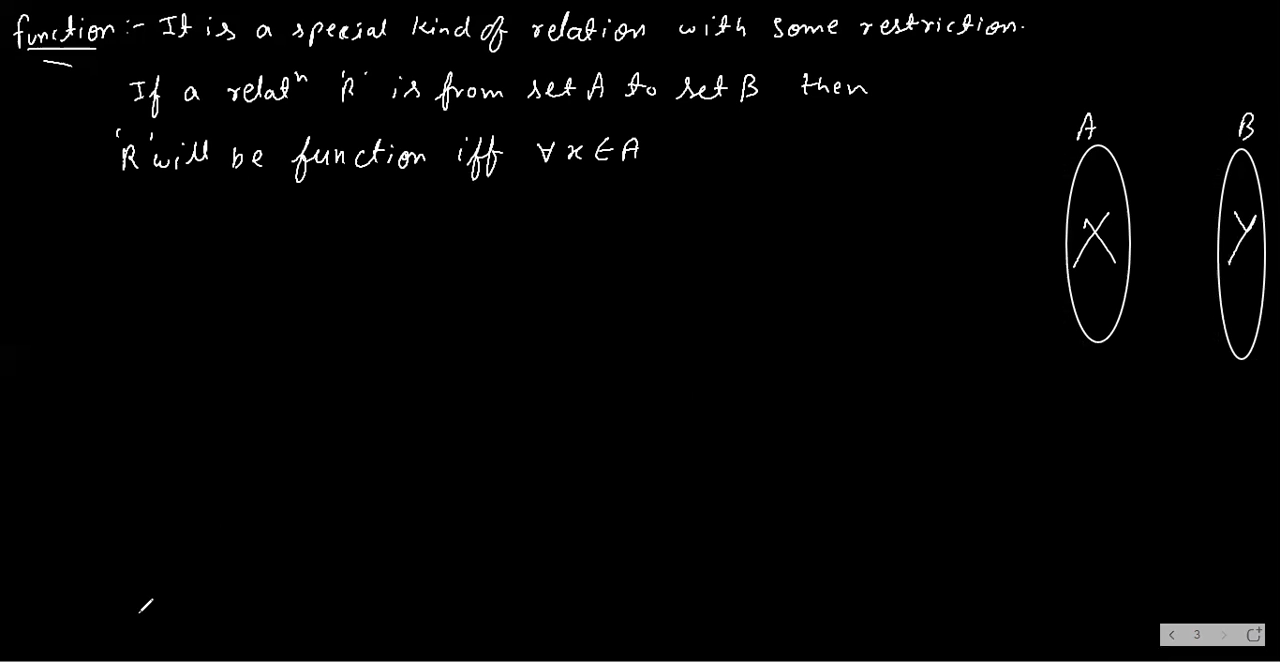 function :- It is a special kind of relation with some restriction.
If a relatⁿ 'R' is from set A to set B then
'R' will be function iff ∀ x ∈ A
A B
X Y
3